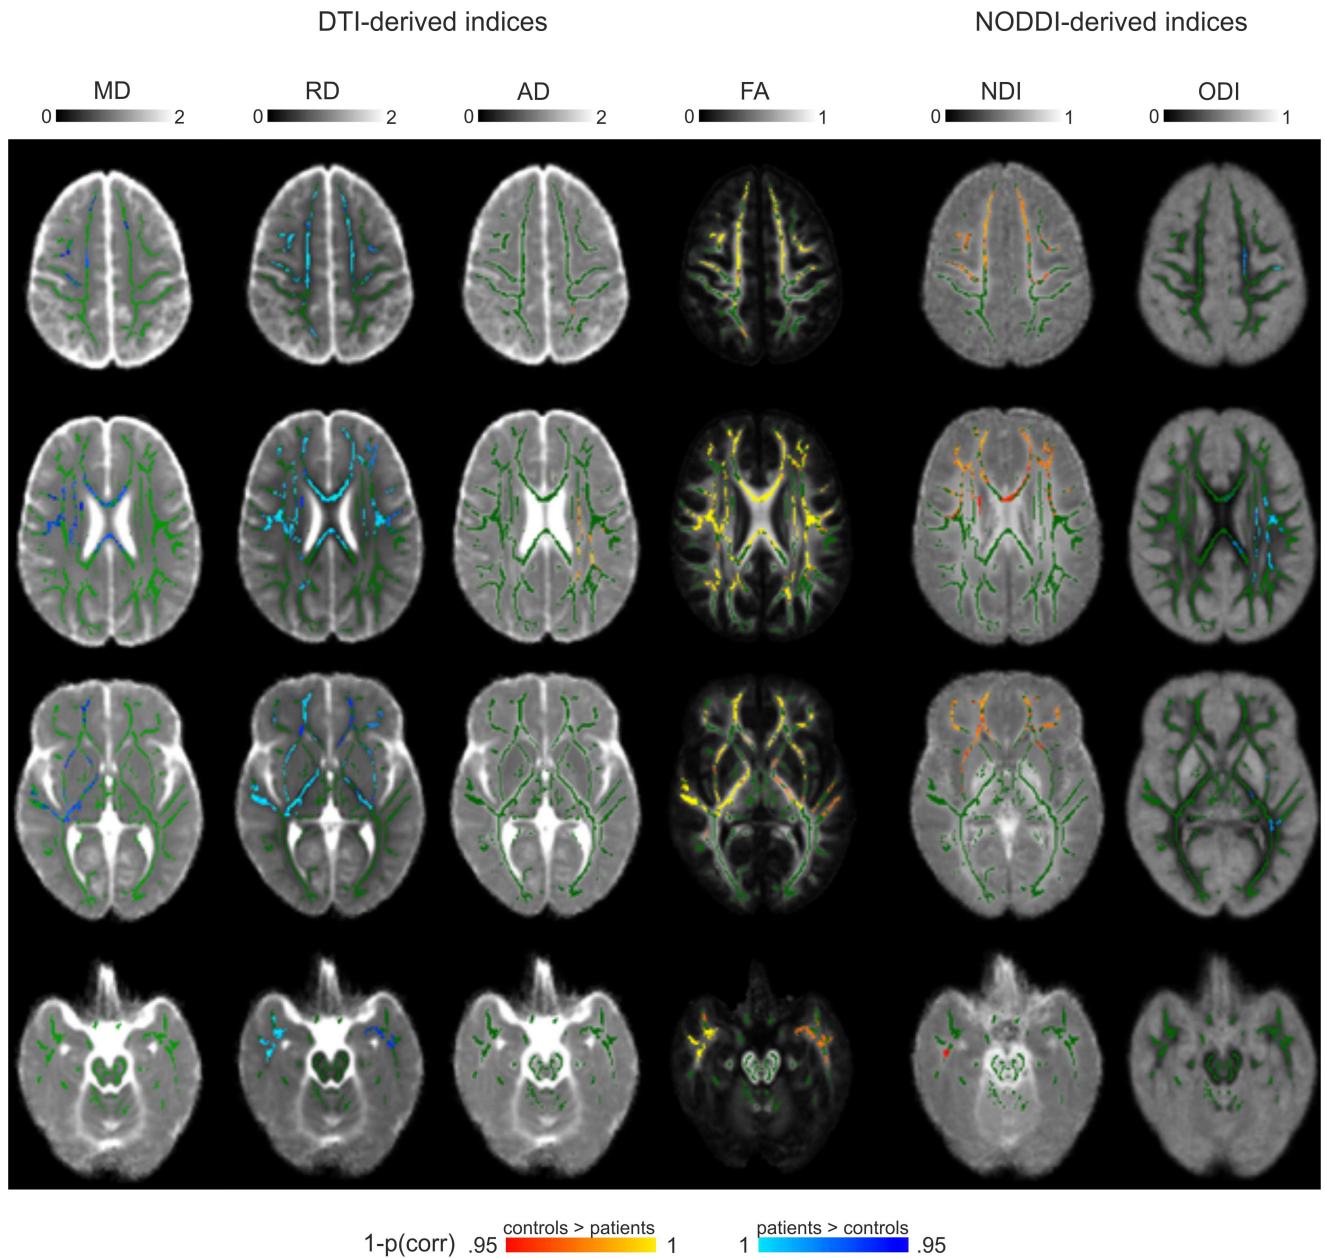 DTI-derived indices NODDI-derived indices
MD RD AD FA NDI ODI
0 2 0 2 0 2 0 1 0 1 0 1
controls > patients patients > controls
1-p(corr) .95 1 1 .95